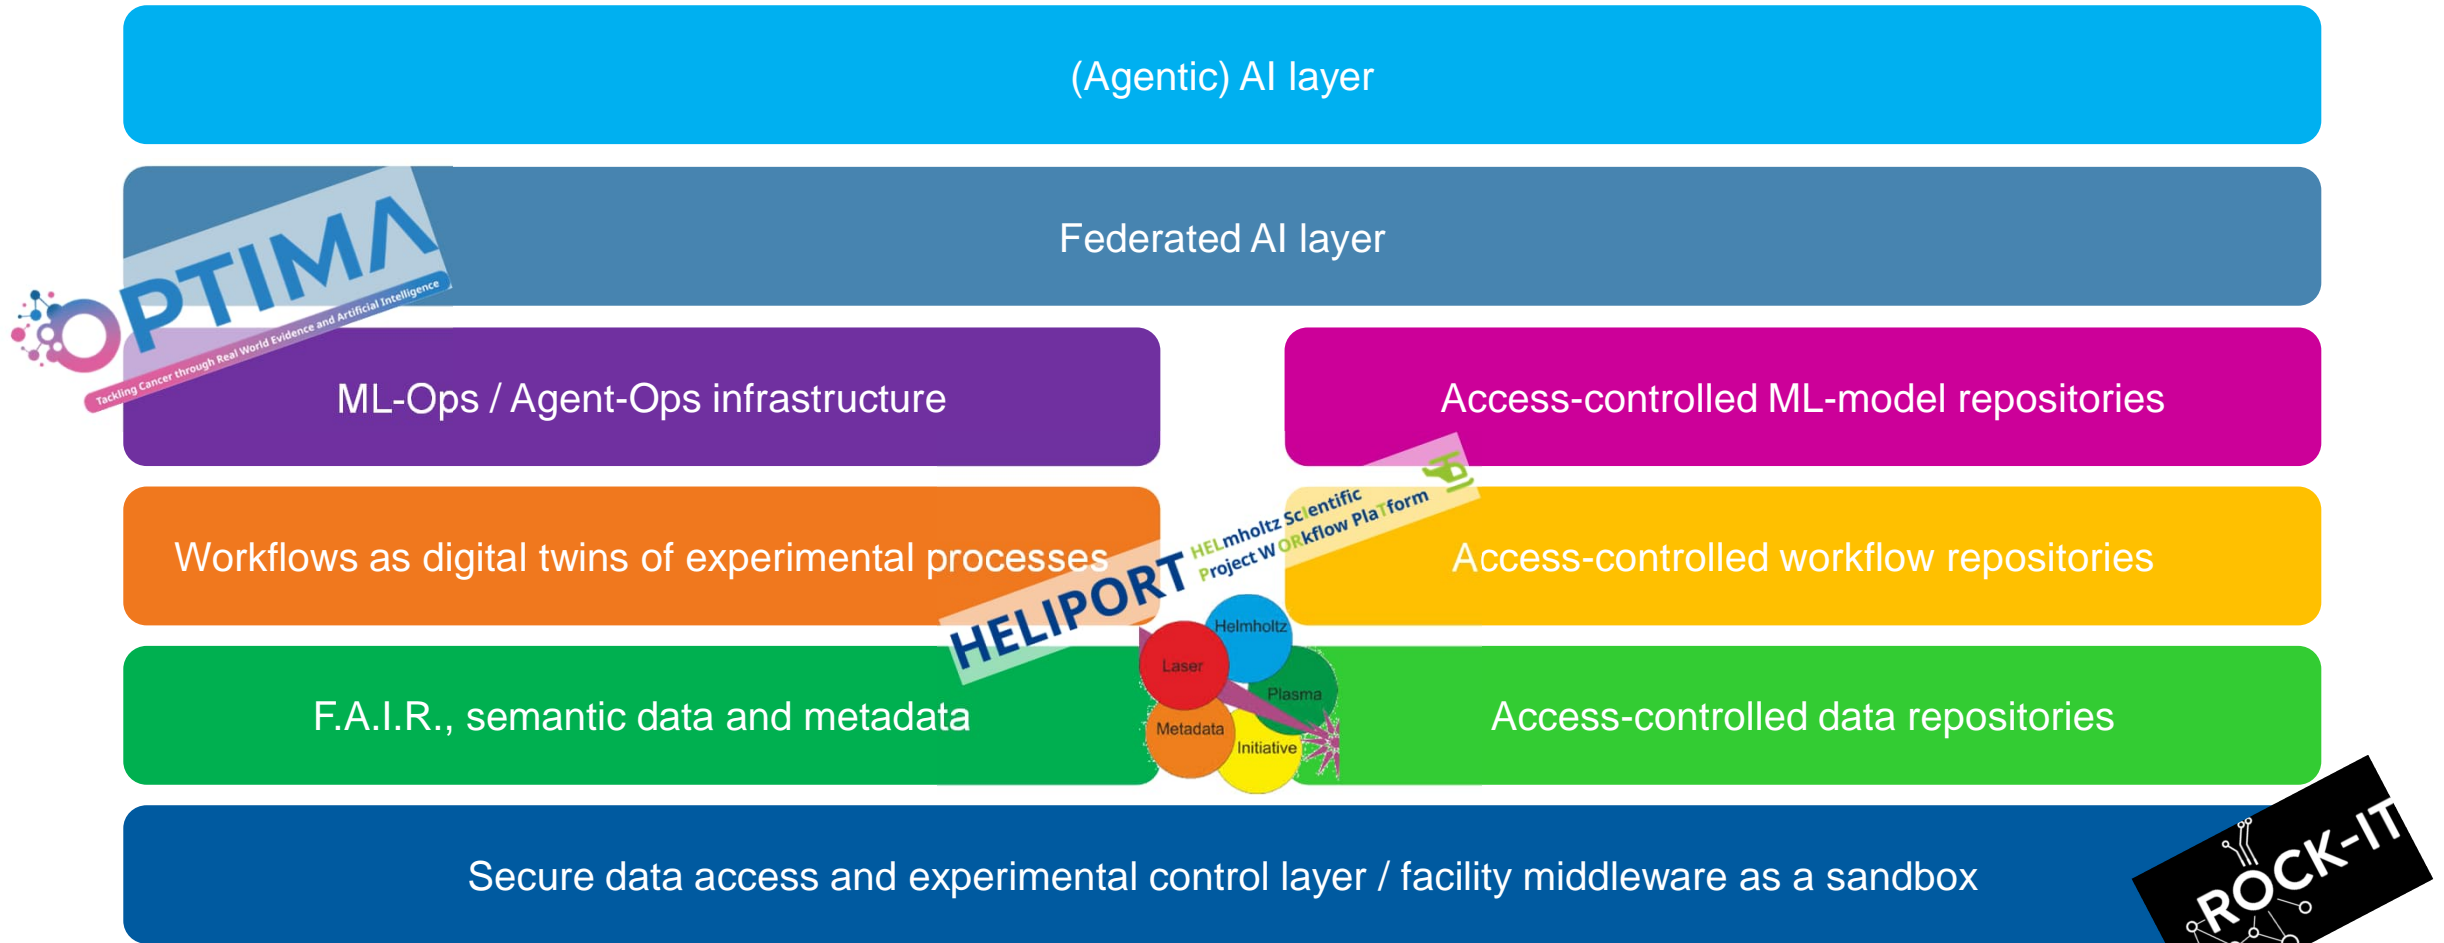 (Agentic) AI layer
Federated AI layer
OPTIMA
Tackling Cancer through Real World Evidence and Artificial Intelligence
ML-Ops / Agent-Ops infrastructure
Access-controlled ML-model repositories
Workflows as digital twins of experimental processes
HELIPORT
HELmholtz ScIentific
Project WORkflow PlaTform
Access-controlled workflow repositories
F.A.I.R., semantic data and metadata
Helmholtz
Laser
Plasma
Metadata
Initiative
Access-controlled data repositories
Secure data access and experimental control layer / facility middleware as a sandbox
ROCK-IT